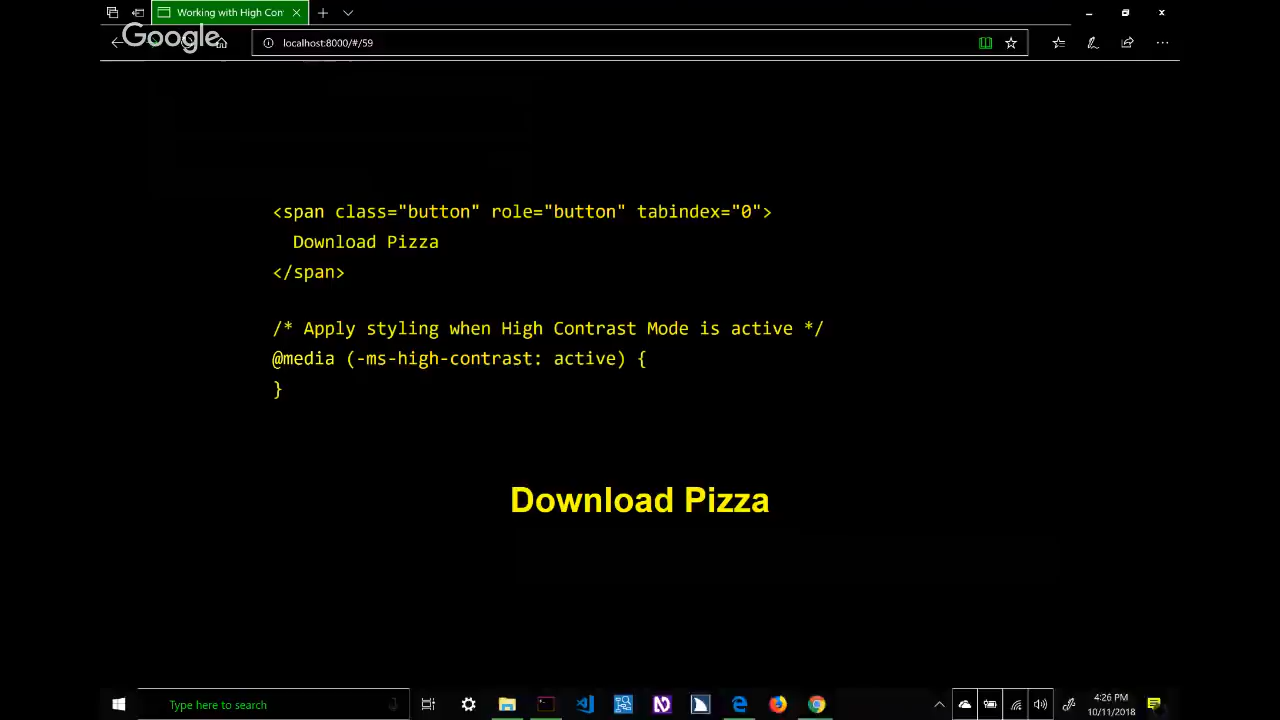 Working with High Con
Google
localhost:8000/#/59
<span class="button" role="button" tabindex="0">
Download Pizza
</span>
/* Apply styling when High Contrast Mode is active */
@media (-ms-high-contrast: active) {
}
Download Pizza
Type here to search
4:26 PM
10/11/2018